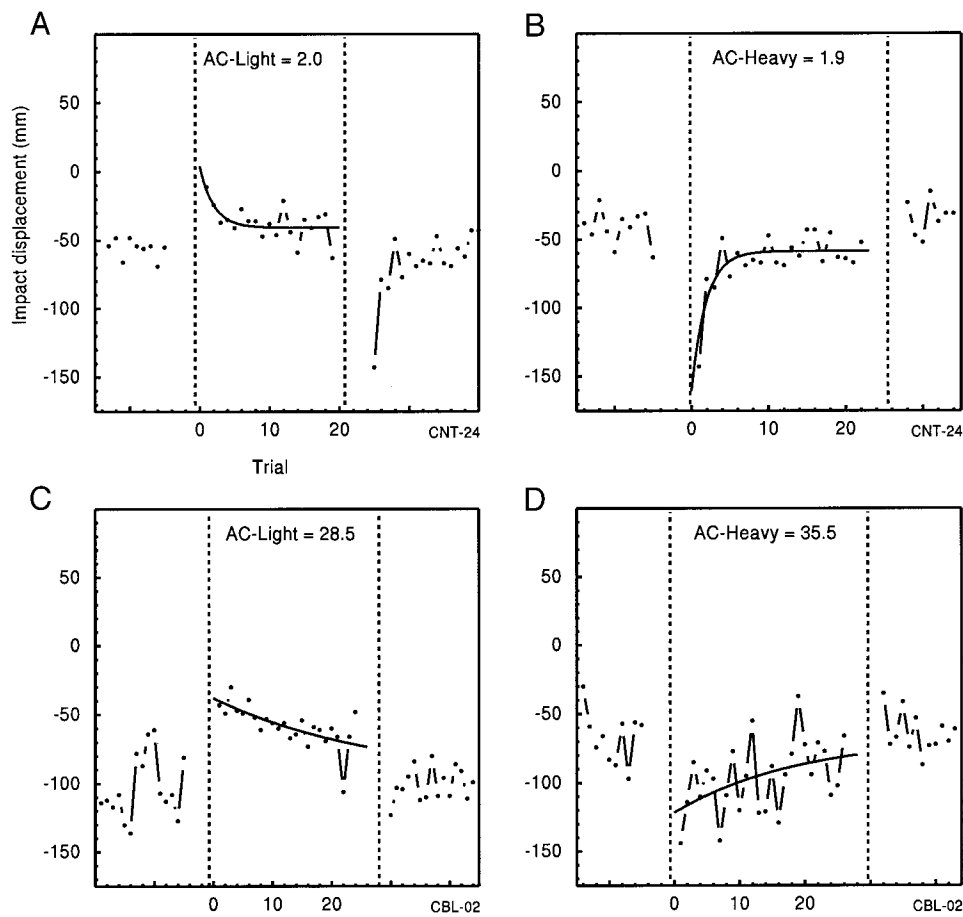 A
AC-Light = 2.0
Impact displacement (mm)
50
0
-50
-100
-150
0
10
20
CNT-24
Trial
B
AC-Heavy = 1.9
50
0
-50
-100
-150
0
10
20
CNT-24
C
AC-Light = 28.5
50
0
-50
-100
-150
0
10
20
CBL-02
D
AC-Heavy = 35.5
50
0
-50
-100
-150
0
10
20
CBL-02